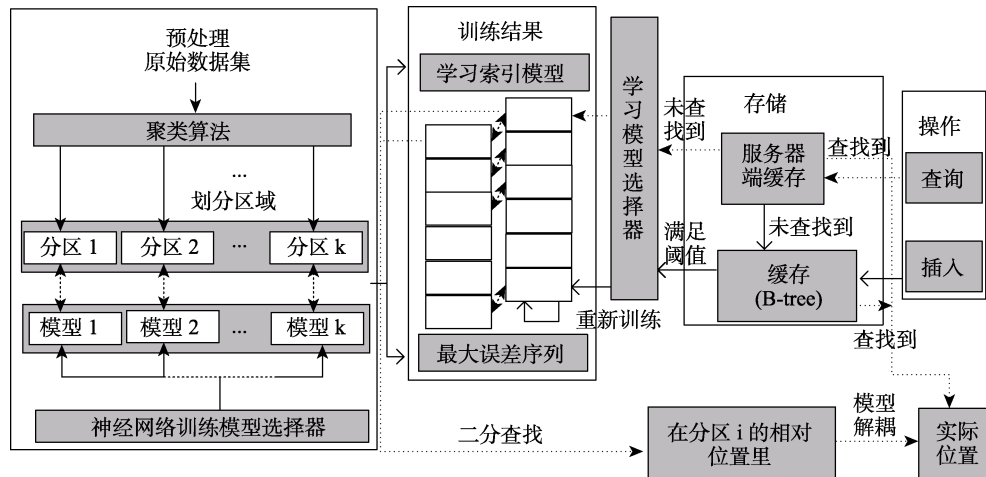 预处理
原始数据集
聚类算法
...
划分区域
分区 1
分区 2
...
分区 k
模型 1
模型 2
...
模型 k
神经网络训练模型选择器
训练结果
学习索引模型
最大误差序列
重新训练
学习模型选择器
未查
找到
满足
阈值
存储
服务器
端缓存
未查找到
缓存
(B-tree)
查找到
查找到
操作
查询
插入
二分查找
在分区 i 的相对
位置里
模型
解耦
实际
位置